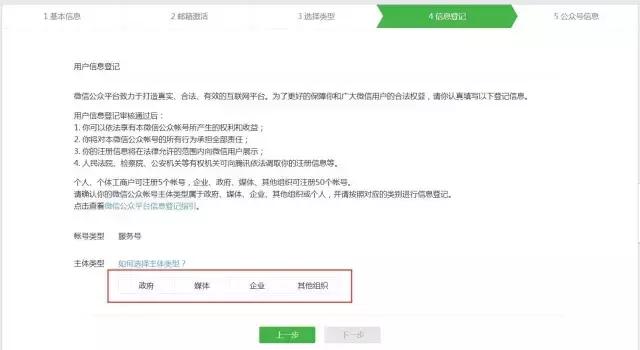 1 基本信息
2 邮箱激活
3 选择类型
4 信息登记
5 公众号信息
用户信息登记
微信公众平台致力于打造真实、合法、有效的互联网平台。为了更好的保障你和广大微信用户的合法权益，请你认真填写以下登记信息。
用户信息登记审核通过后：
1. 你可以依法享有本微信公众帐号所产生的权利和收益；
2. 你将对本微信公众帐号的所有行为承担全部责任；
3. 你的注册信息将在法律允许的范围内向微信用户展示；
4. 人民法院、检察院、公安机关等有权机关可向腾讯依法调取你的注册信息等。
个人、个体工商户可注册5个帐号，企业、政府、媒体、其他组织可注册50个帐号。
请确认你的微信公众帐号主体类型属于政府、媒体、企业、其他组织或个人，并请按照对应的类别进行信息登记。
点击查看微信公众平台信息登记指引。
帐号类型 服务号
主体类型 如何选择主体类型？
政府 媒体 企业 其他组织
上一步 下一步